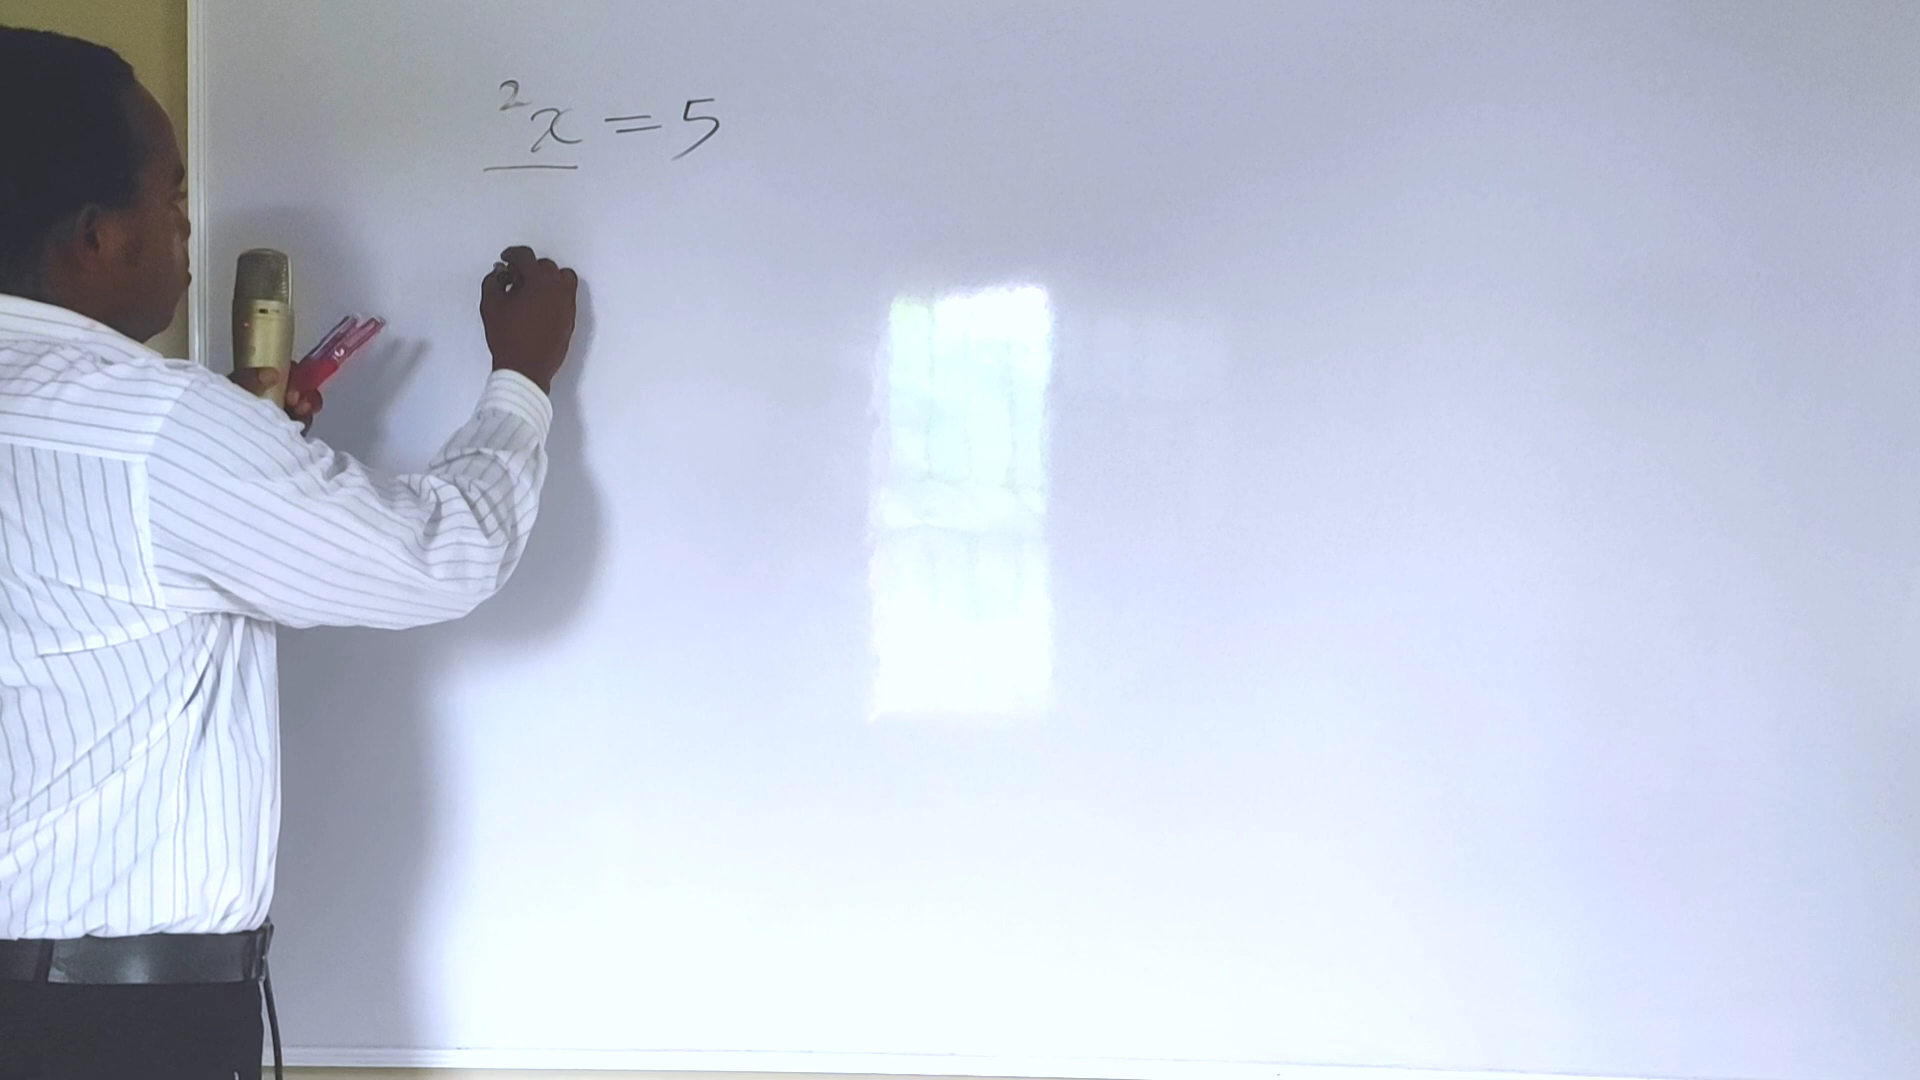 ²x = 5